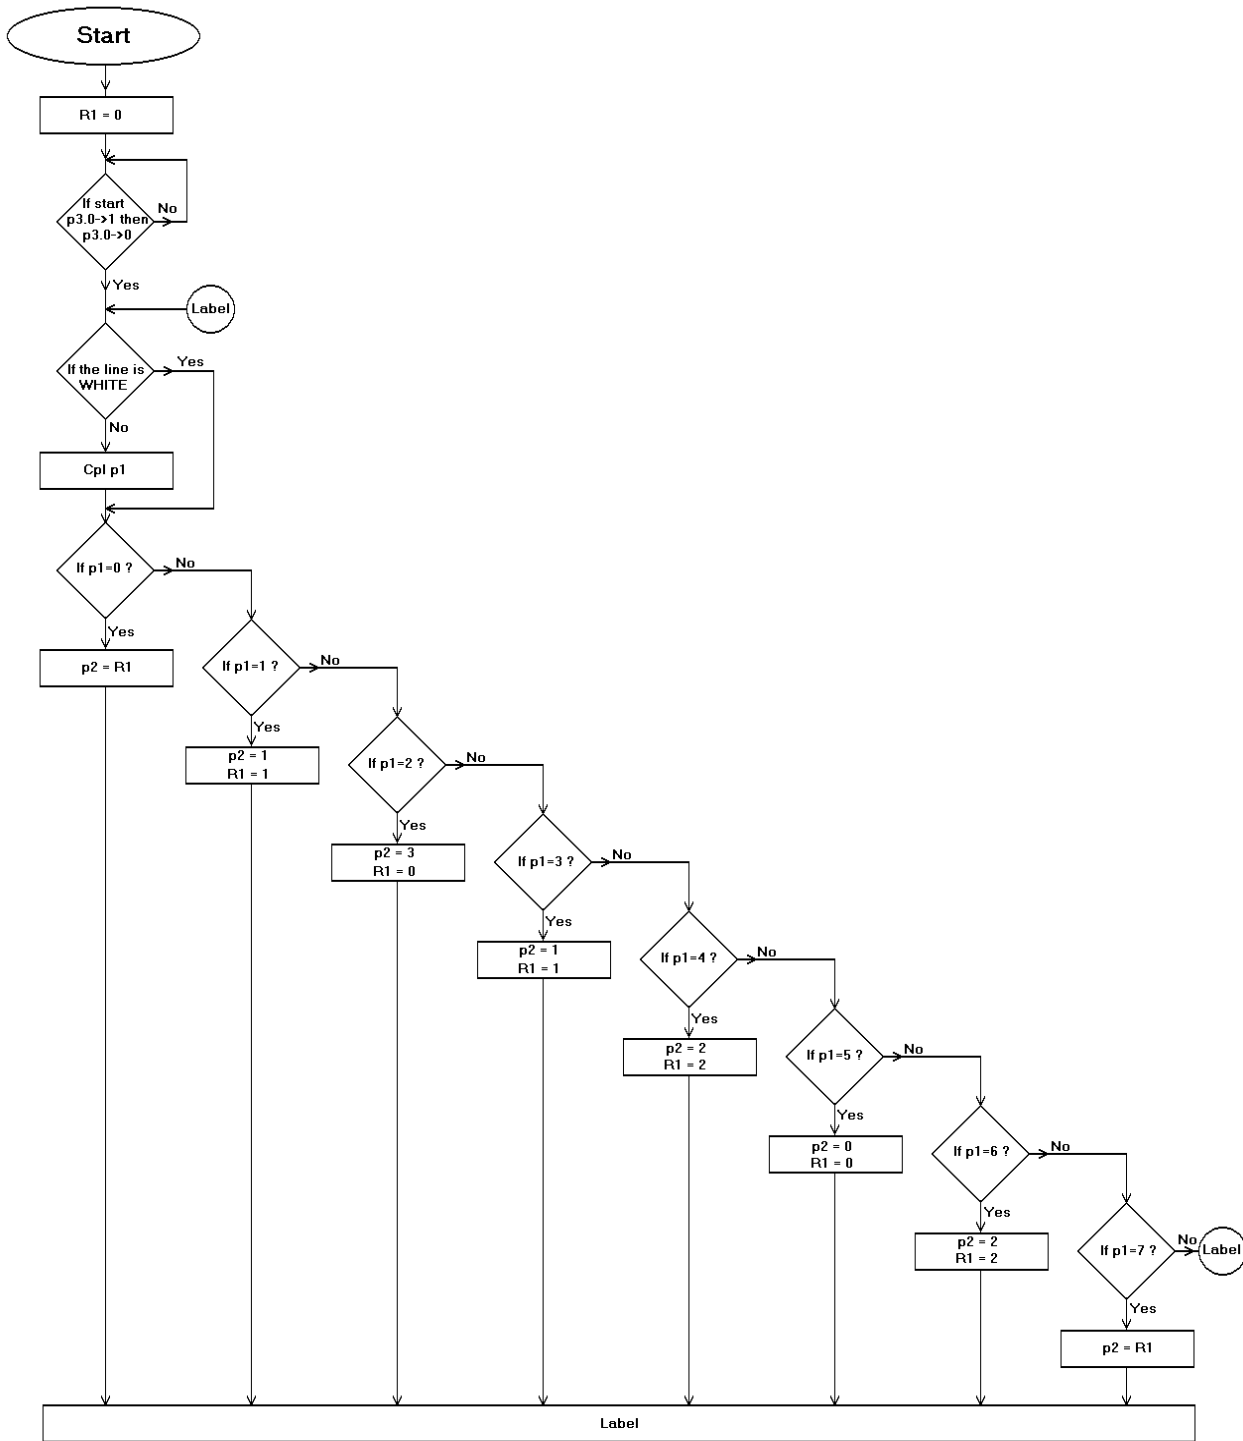 Start
R1 = 0
If start
p3.0->1 then
p3.0->0
No
Yes
Label
If the line is
WHITE
Yes
No
Cpl p1
If p1=0 ?
No
Yes
p2 = R1
If p1=1 ?
No
Yes
p2 = 1
R1 = 1
If p1=2 ?
No
Yes
p2 = 3
R1 = 0
If p1=3 ?
No
Yes
p2 = 1
R1 = 1
If p1=4 ?
No
Yes
p2 = 2
R1 = 2
If p1=5 ?
No
Yes
p2 = 0
R1 = 0
If p1=6 ?
No
Yes
p2 = 2
R1 = 2
If p1=7 ?
No
Label
Yes
p2 = R1
Label